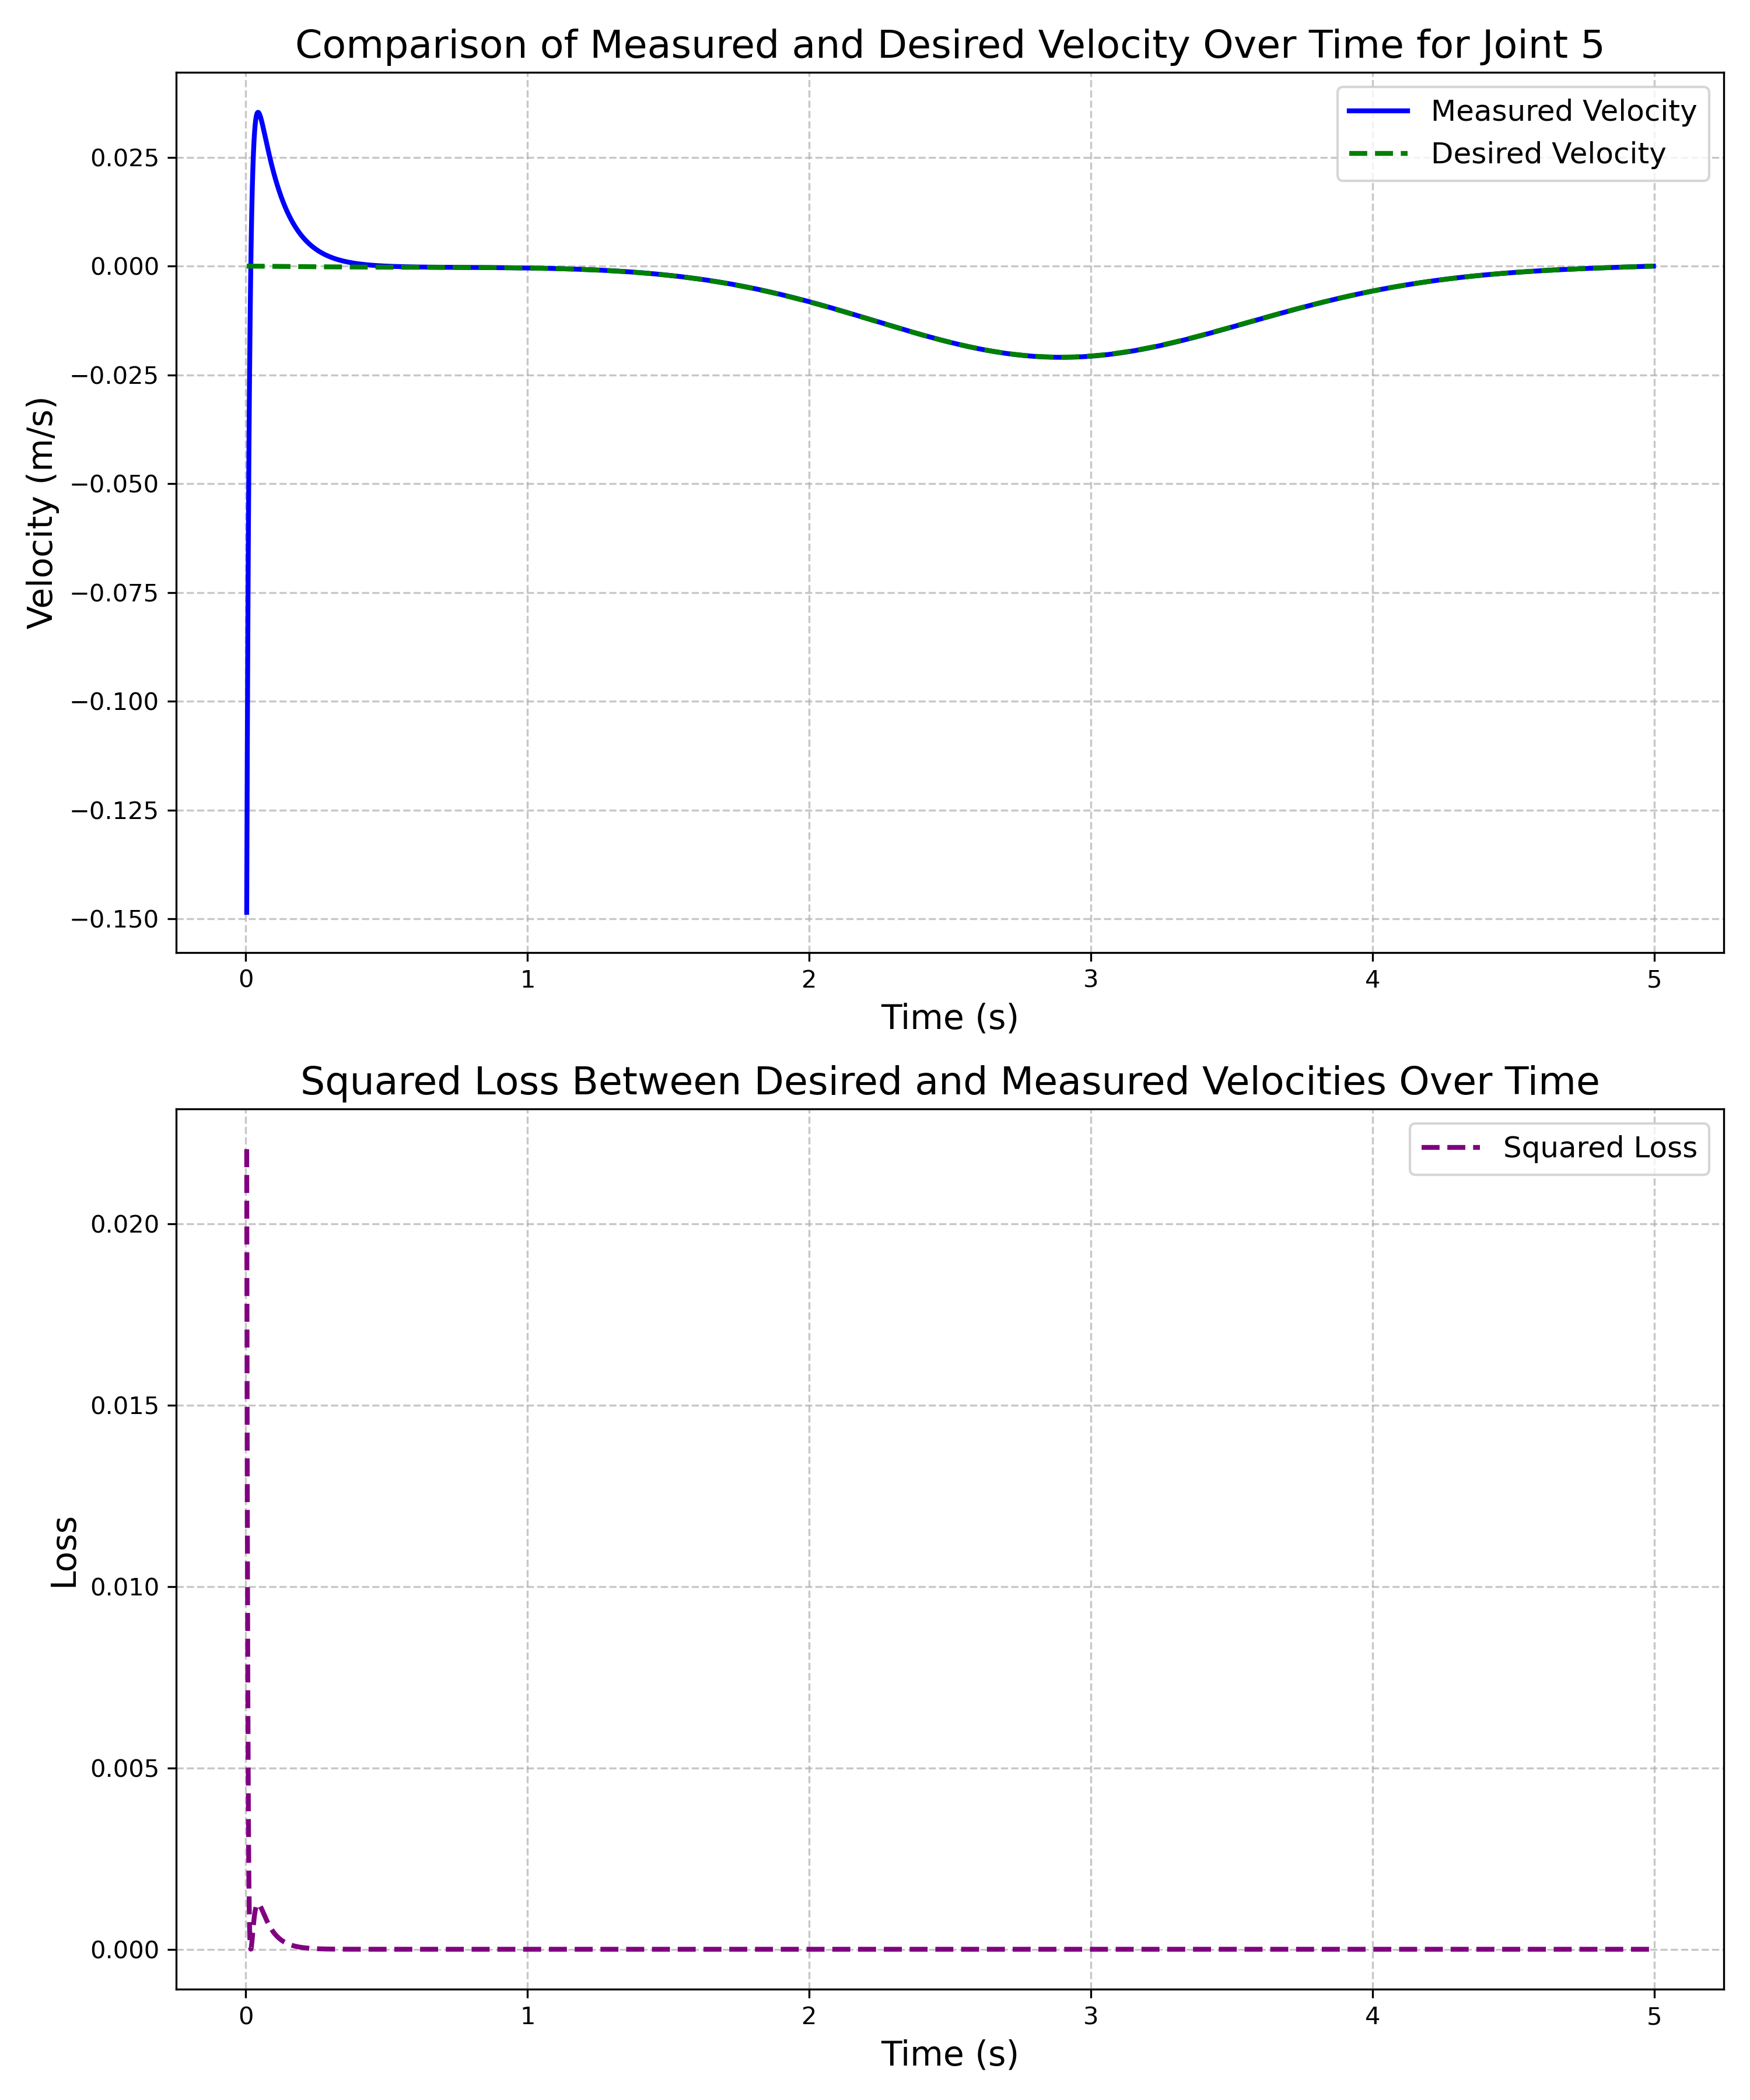 Comparison of Measured and Desired Velocity Over Time for Joint 5
Measured Velocity
Desired Velocity
0.025
0.000
−0.025
−0.050
−0.075
−0.100
−0.125
−0.150
Velocity (m/s)
0 1 2 3 4 5
Time (s)
Squared Loss Between Desired and Measured Velocities Over Time
Squared Loss
0.020
0.015
0.010
0.005
0.000
Loss
0 1 2 3 4 5
Time (s)